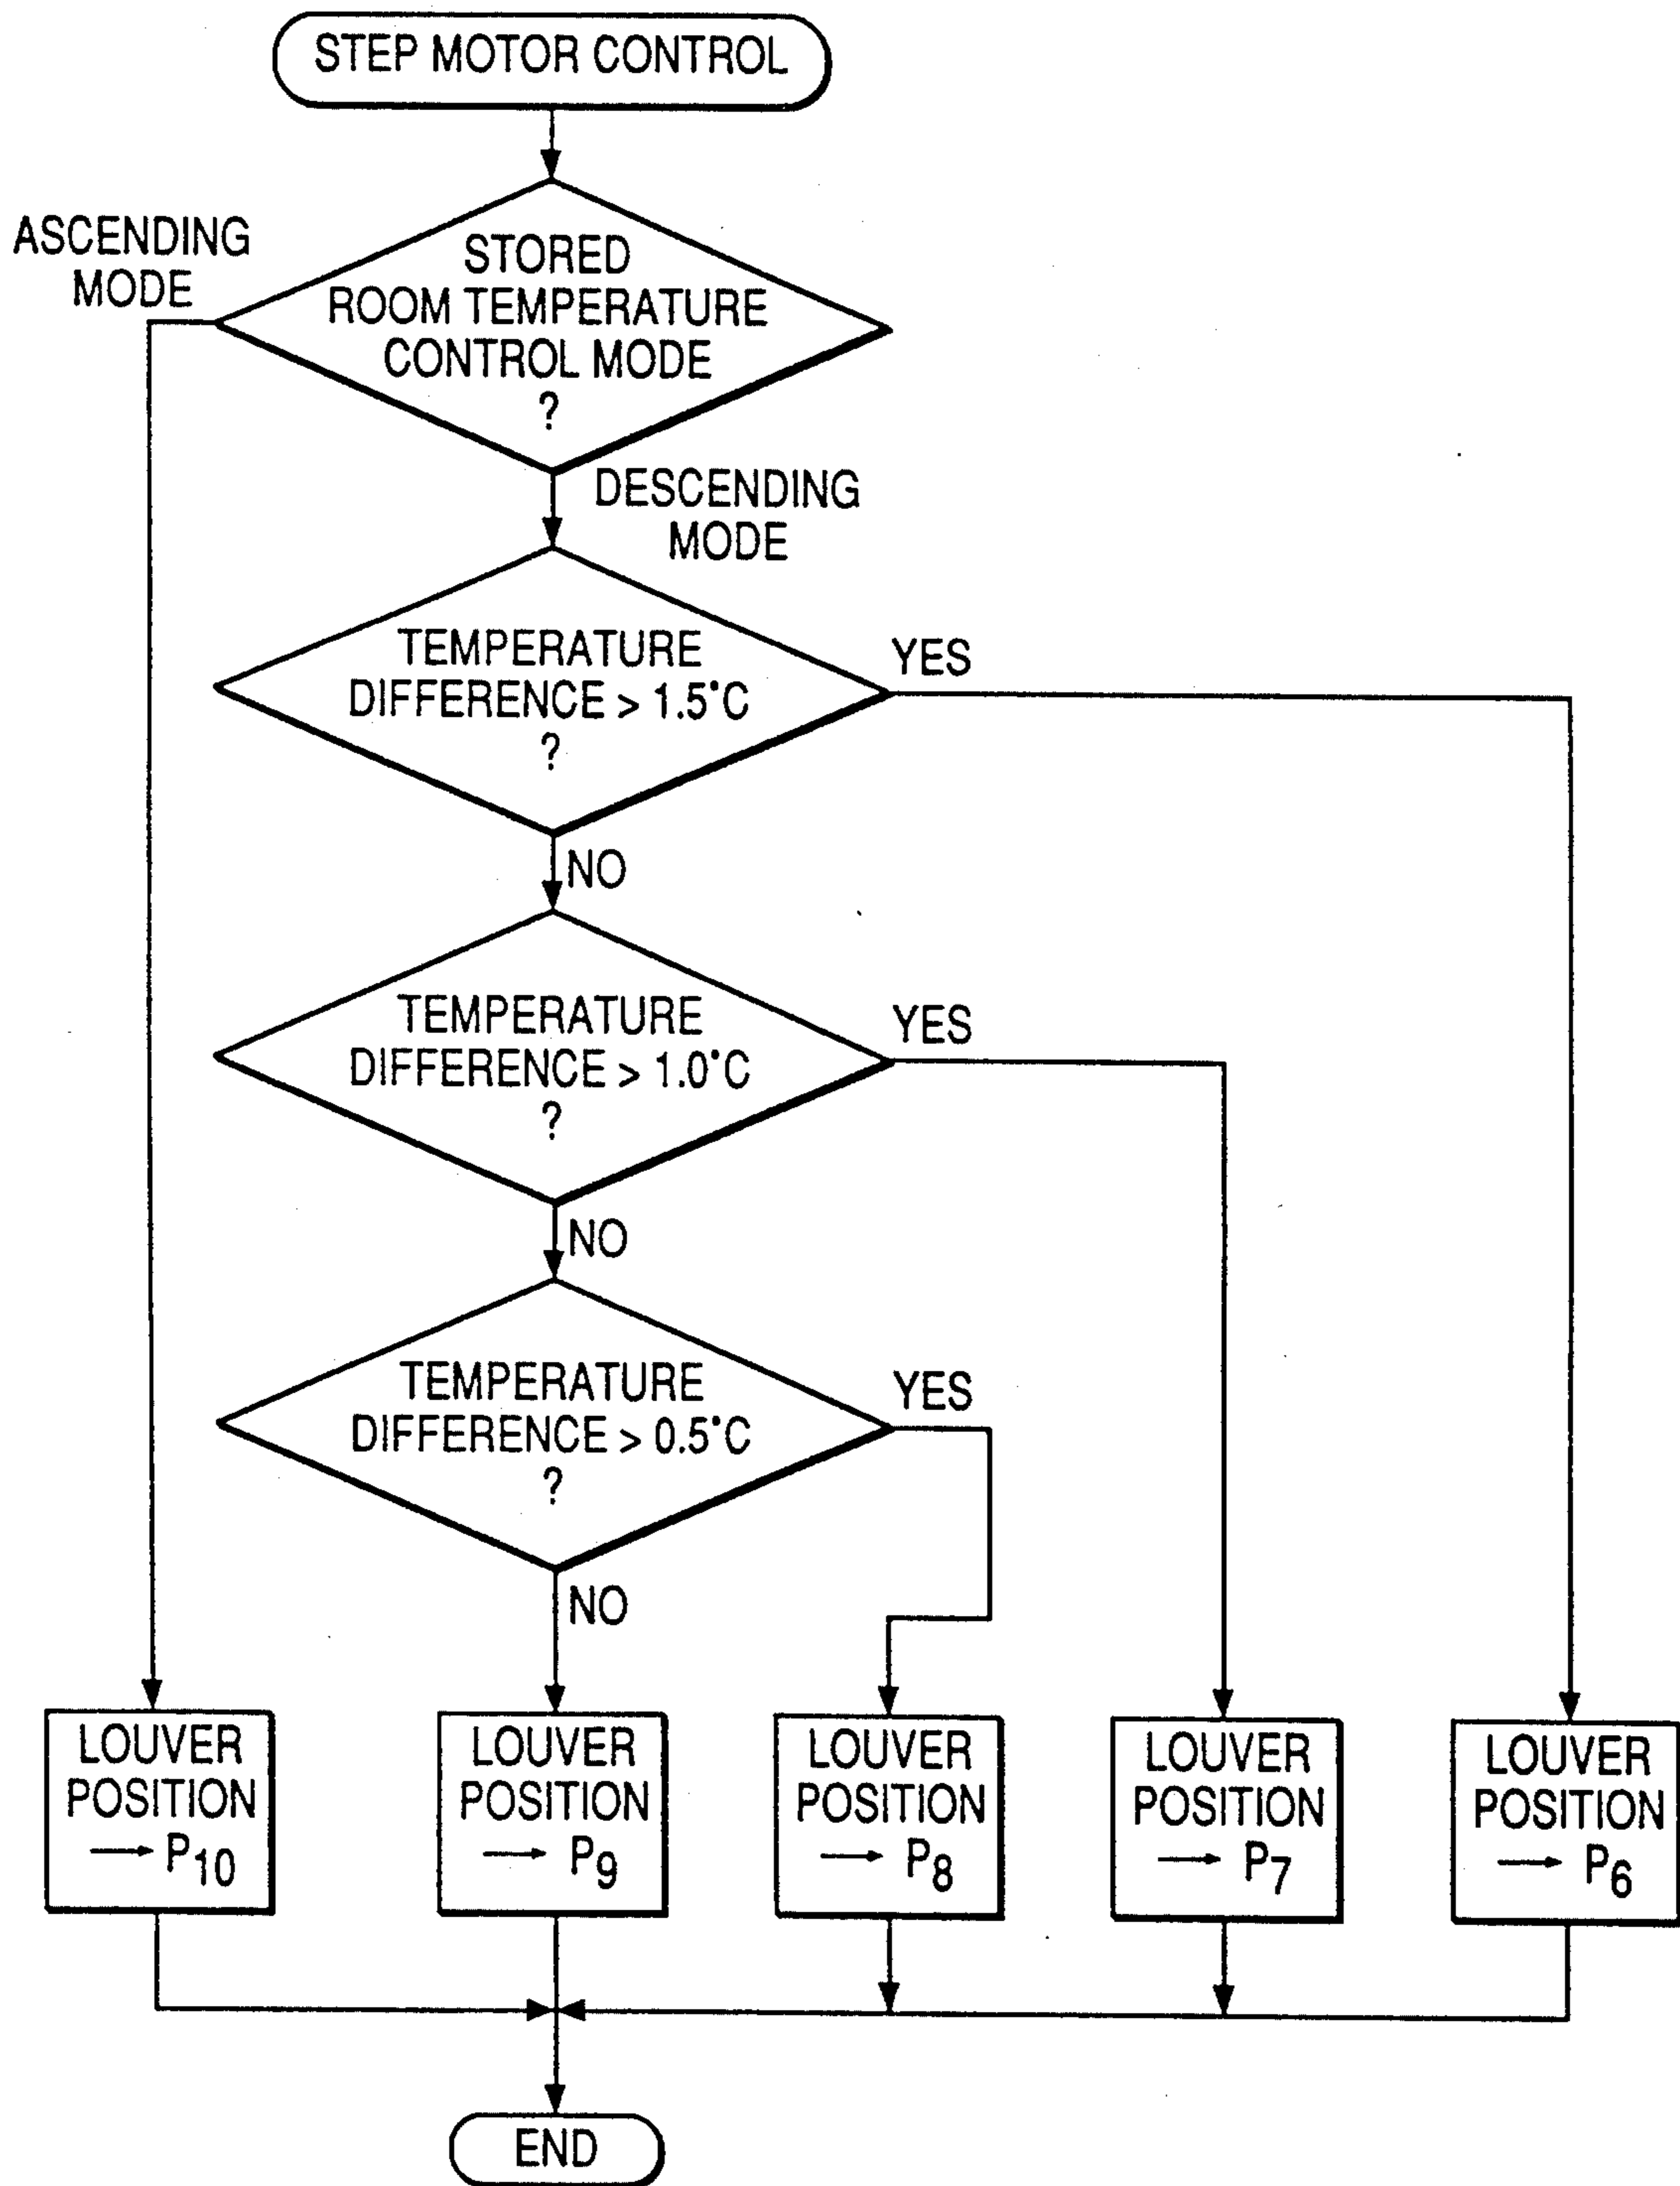 STEP MOTOR CONTROL
ASCENDING
MODE
STORED
ROOM TEMPERATURE
CONTROL MODE
?
DESCENDING
MODE
TEMPERATURE
DIFFERENCE > 1.5°C
?
YES
NO
TEMPERATURE
DIFFERENCE > 1.0°C
?
YES
NO
TEMPERATURE
DIFFERENCE > 0.5°C
?
YES
NO
LOUVER
POSITION
→ P10
LOUVER
POSITION
→ P9
LOUVER
POSITION
→ P8
LOUVER
POSITION
→ P7
LOUVER
POSITION
→ P6
END